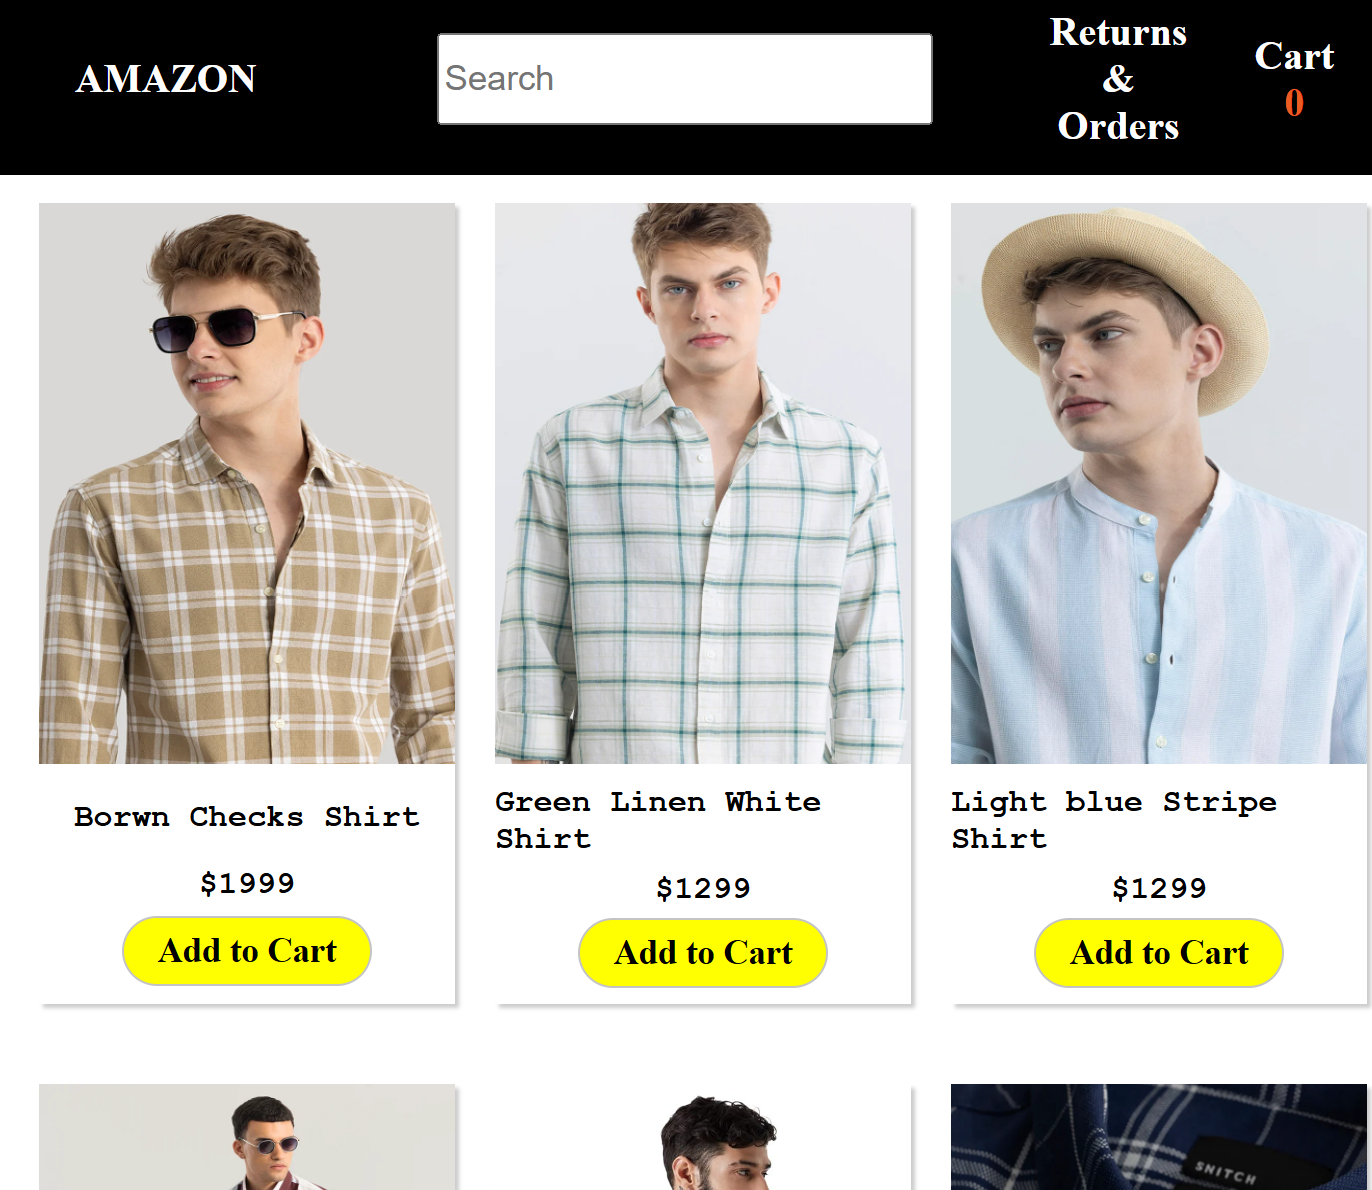 AMAZON
Search
Returns
&
Orders
Cart
0
Borwn Checks Shirt
$1999
Add to Cart
Green Linen White
Shirt
$1299
Add to Cart
Light blue Stripe
Shirt
$1299
Add to Cart
SNITCH